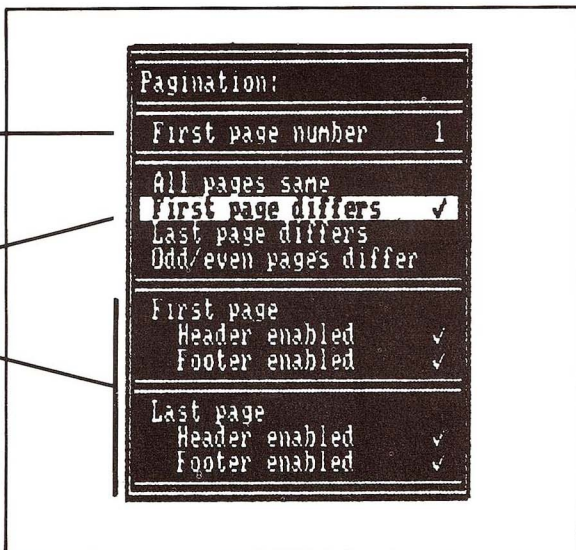 Pagination:
First page number 1
All pages same
First page differs ✓
Last page differs
Odd/even pages differ
First page
Header enabled ✓
Footer enabled ✓
Last page
Header enabled ✓
Footer enabled ✓